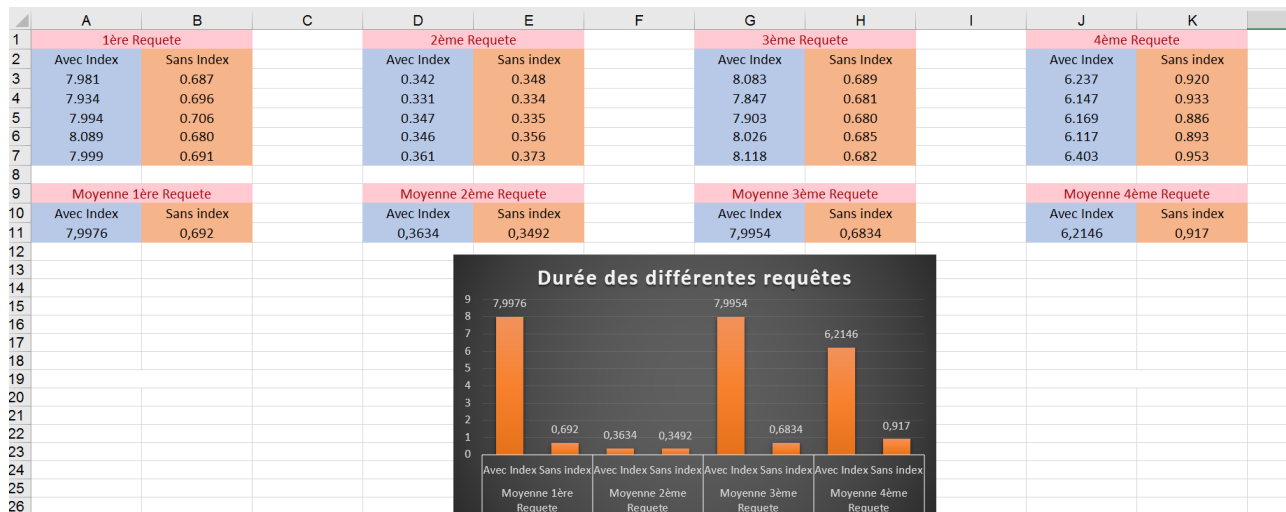 A B C D E F G H I J K
1 1ère Requete 2ème Requete 3ème Requete 4ème Requete
2 Avec Index Sans Index Avec Index Sans index Avec Index Sans index Avec Index Sans index
3 7.981 0.687 0.342 0.348 8.083 0.689 6.237 0.920
4 7.934 0.696 0.331 0.334 7.847 0.681 6.147 0.933
5 7.994 0.706 0.347 0.335 7.903 0.680 6.169 0.886
6 8.089 0.680 0.346 0.356 8.026 0.685 6.117 0.893
7 7.999 0.691 0.361 0.373 8.118 0.682 6.403 0.953
8
9 Moyenne 1ère Requete Moyenne 2ème Requete Moyenne 3ème Requete Moyenne 4ème Requete
10 Avec Index Sans index Avec Index Sans index Avec Index Sans index Avec Index Sans index
11 7,9976 0,692 0,3634 0,3492 7,9954 0,6834 6,2146 0,917
12
13
14
15
16
17
18
19
20
21
22
23
24
25
26
Durée des différentes requêtes
9
8
7
6
5
4
3
2
1
0
7,9976 0,692 0,3634 0,3492 7,9954 0,6834 6,2146 0,917
Avec Index Sans index Avec Index Sans index Avec Index Sans index Avec Index Sans index
Moyenne 1ère Moyenne 2ème Moyenne 3ème Moyenne 4ème
Requete Requete Requete Requete